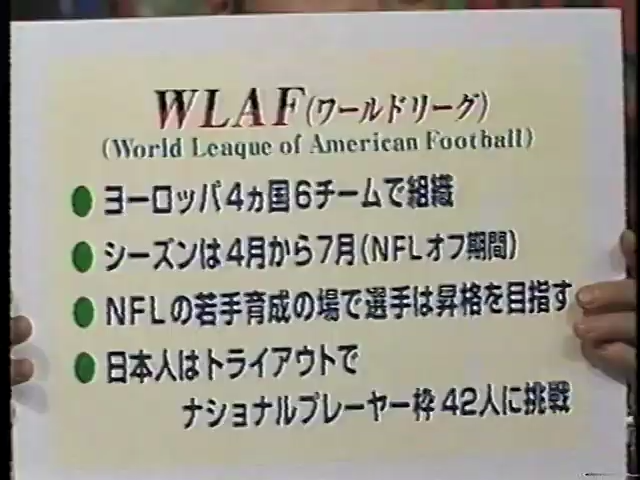 WLAF(ワールドリーグ)
(World League of American Football)
●ヨーロッパ4ヵ国6チームで組織
●シーズンは4月から7月(NFLオフ期間)
●NFLの若手育成の場で選手は昇格を目指す
●日本人はトライアウトで
ナショナルプレーヤー枠42人に挑戦